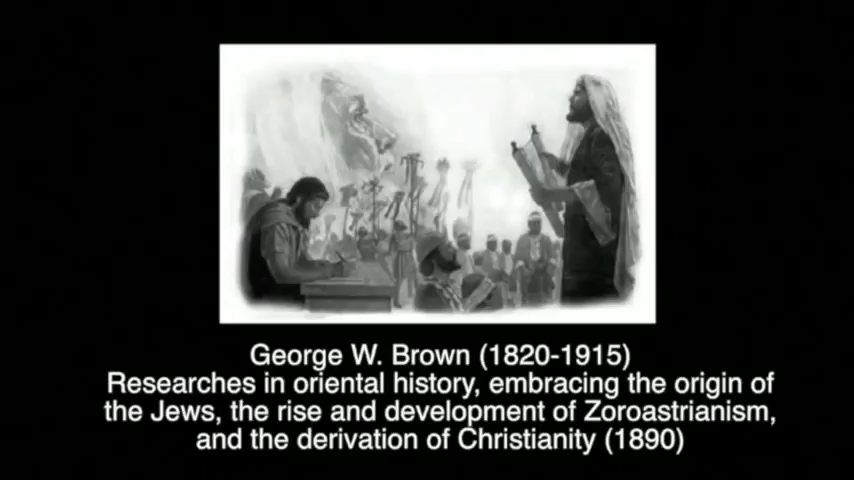 George W. Brown (1820-1915)
Researches in oriental history, embracing the origin of
the Jews, the rise and development of Zoroastrianism,
and the derivation of Christianity (1890)